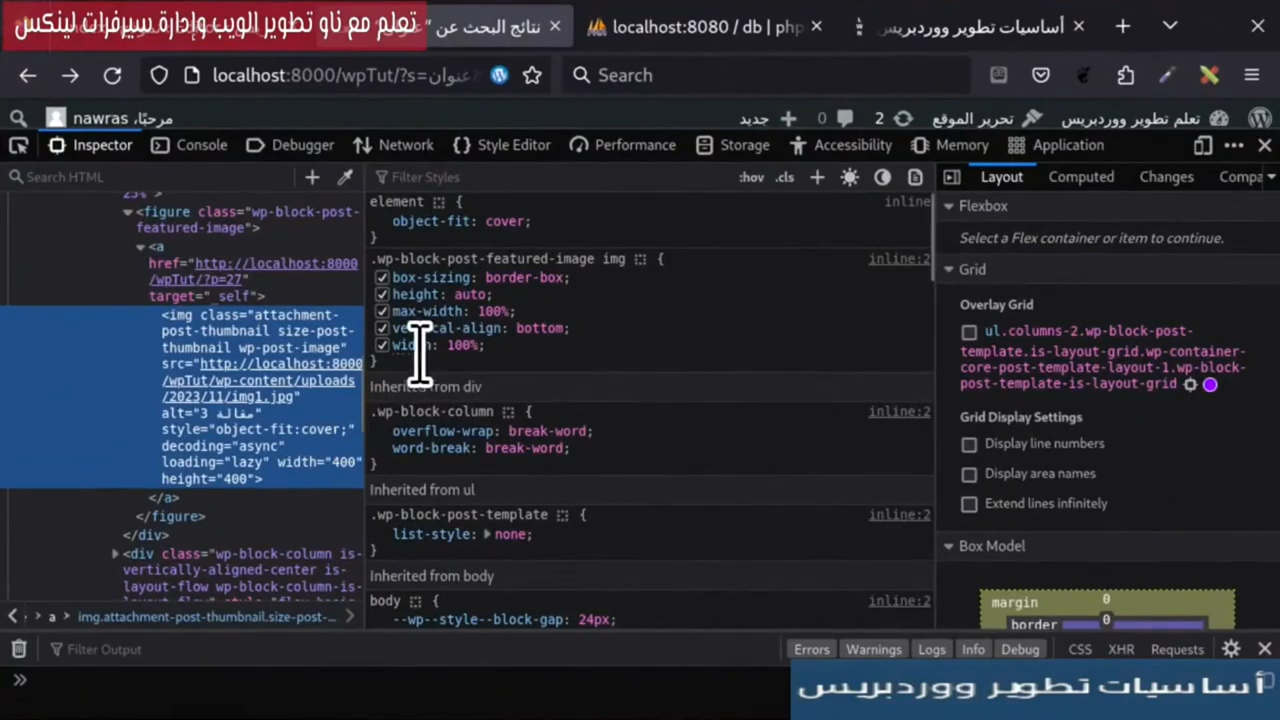 تعلم مع ناو تطوير الويب وإدارة سيرفرات لينكس
نتائج البحث عن "
localhost:8080 / db | php
أساسيات تطوير ووردبريس
localhost:8000/wpTut/?s=عنوان
Search
مرحبًا، nawras
جديد
0
2
تحرير الموقع
تعلم تطوير ووردبريس
Inspector
Console
Debugger
Network
Style Editor
Performance
Storage
Accessibility
Memory
Application
Search HTML
Filter Styles
:hov .cls
Layout
Computed
Changes
Compa
25%">
<figure class="wp-block-post-
featured-image">
<a
href="http://localhost:8000
/wpTut/?p=27"
target="_self">
<img class="attachment-
post-thumbnail size-post-
thumbnail wp-post-image"
src="http://localhost:8000
/wpTut/wp-content/uploads
/2023/11/img1.jpg"
alt="مقالة 3"
style="object-fit:cover;"
decoding="async"
loading="lazy" width="400"
height="400">
</a>
</figure>
</div>
<div class="wp-block-column is-
vertically-aligned-center is-
layout-flow wp-block-column-is-
a
img.attachment-post-thumbnail.size-post-...
element {
inline
object-fit: cover;
}
.wp-block-post-featured-image img {
inline:2
box-sizing: border-box;
height: auto;
max-width: 100%;
vertical-align: bottom;
width: 100%;
}
Inherited from div
.wp-block-column {
inline:2
overflow-wrap: break-word;
word-break: break-word;
}
Inherited from ul
.wp-block-post-template {
inline:2
list-style: none;
}
Inherited from body
body {
inline:2
--wp--style--block-gap: 24px;
Flexbox
Select a Flex container or item to continue.
Grid
Overlay Grid
ul.columns-2.wp-block-post-
template.is-layout-grid.wp-container-
core-post-template-layout-1.wp-block-
post-template-is-layout-grid
Grid Display Settings
Display line numbers
Display area names
Extend lines infinitely
Box Model
margin
0
border
0
Filter Output
Errors
Warnings
Logs
Info
Debug
CSS
XHR
Requests
أساسيات تطوير ووردبريس